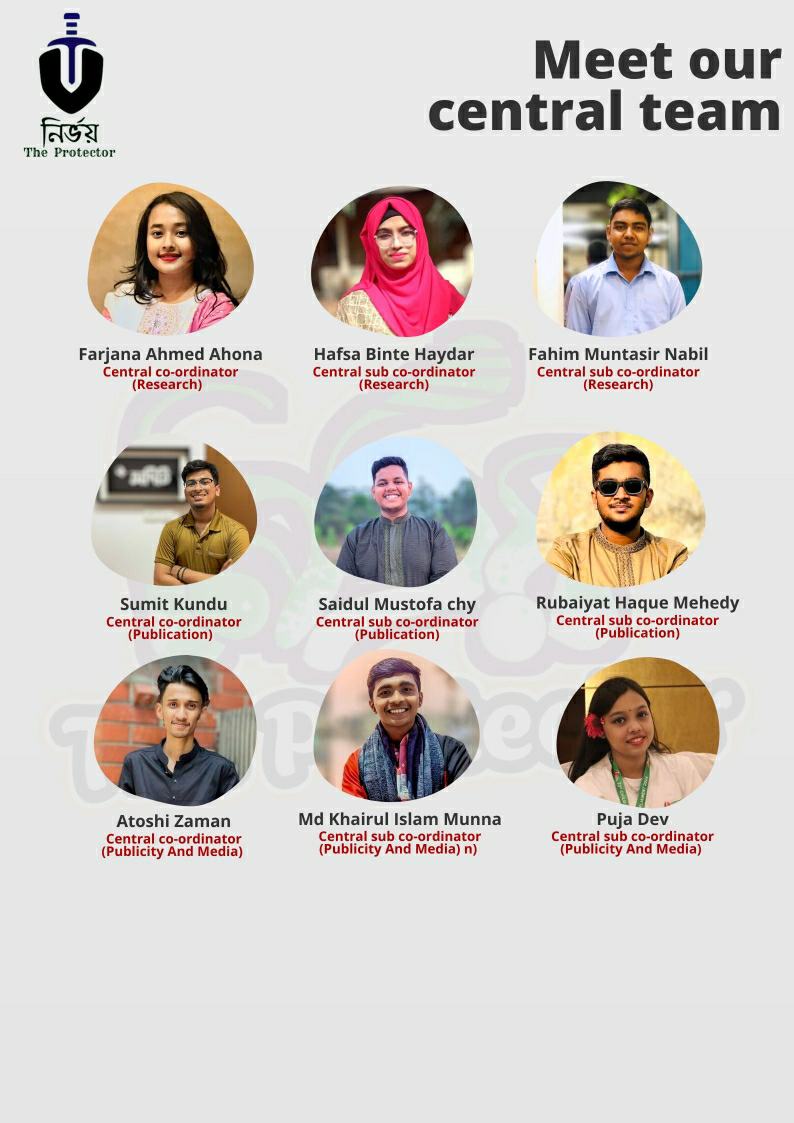 নির্ভয়
The Protector
Meet our
central team
Farjana Ahmed Ahona
Central co-ordinator
(Research)
Hafsa Binte Haydar
Central sub co-ordinator
(Research)
Fahim Muntasir Nabil
Central sub co-ordinator
(Research)
Sumit Kundu
Central co-ordinator
(Publication)
Saidul Mustofa chy
Central sub co-ordinator
(Publication)
Rubaiyat Haque Mehedy
Central sub co-ordinator
(Publication)
Atoshi Zaman
Central co-ordinator
(Publicity And Media)
Md Khairul Islam Munna
Central sub co-ordinator
(Publicity And Media) n)
Puja Dev
Central sub co-ordinator
(Publicity And Media)
নির্ভয়
The Protector